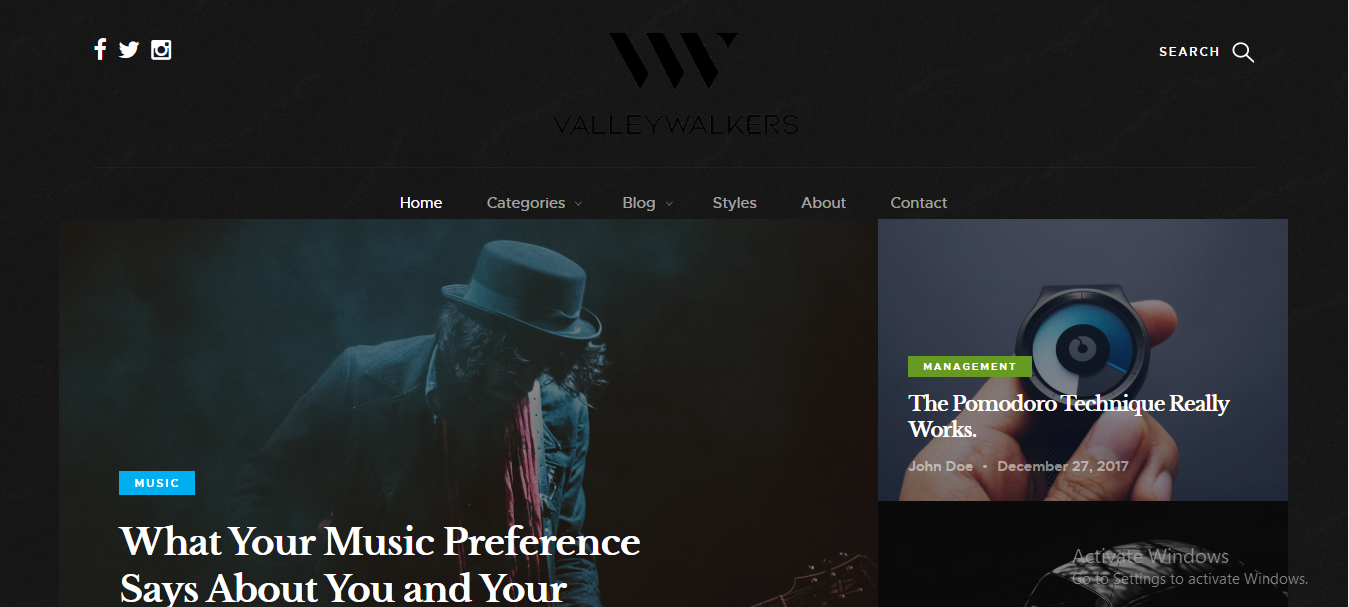 SEARCH
VALLEYWALKERS
Home Categories Blog Styles About Contact
MUSIC
What Your Music Preference
Says About You and Your
MANAGEMENT
The Pomodoro Technique Really
Works.
John Doe • December 27, 2017
Activate Windows
Go to Settings to activate Windows.